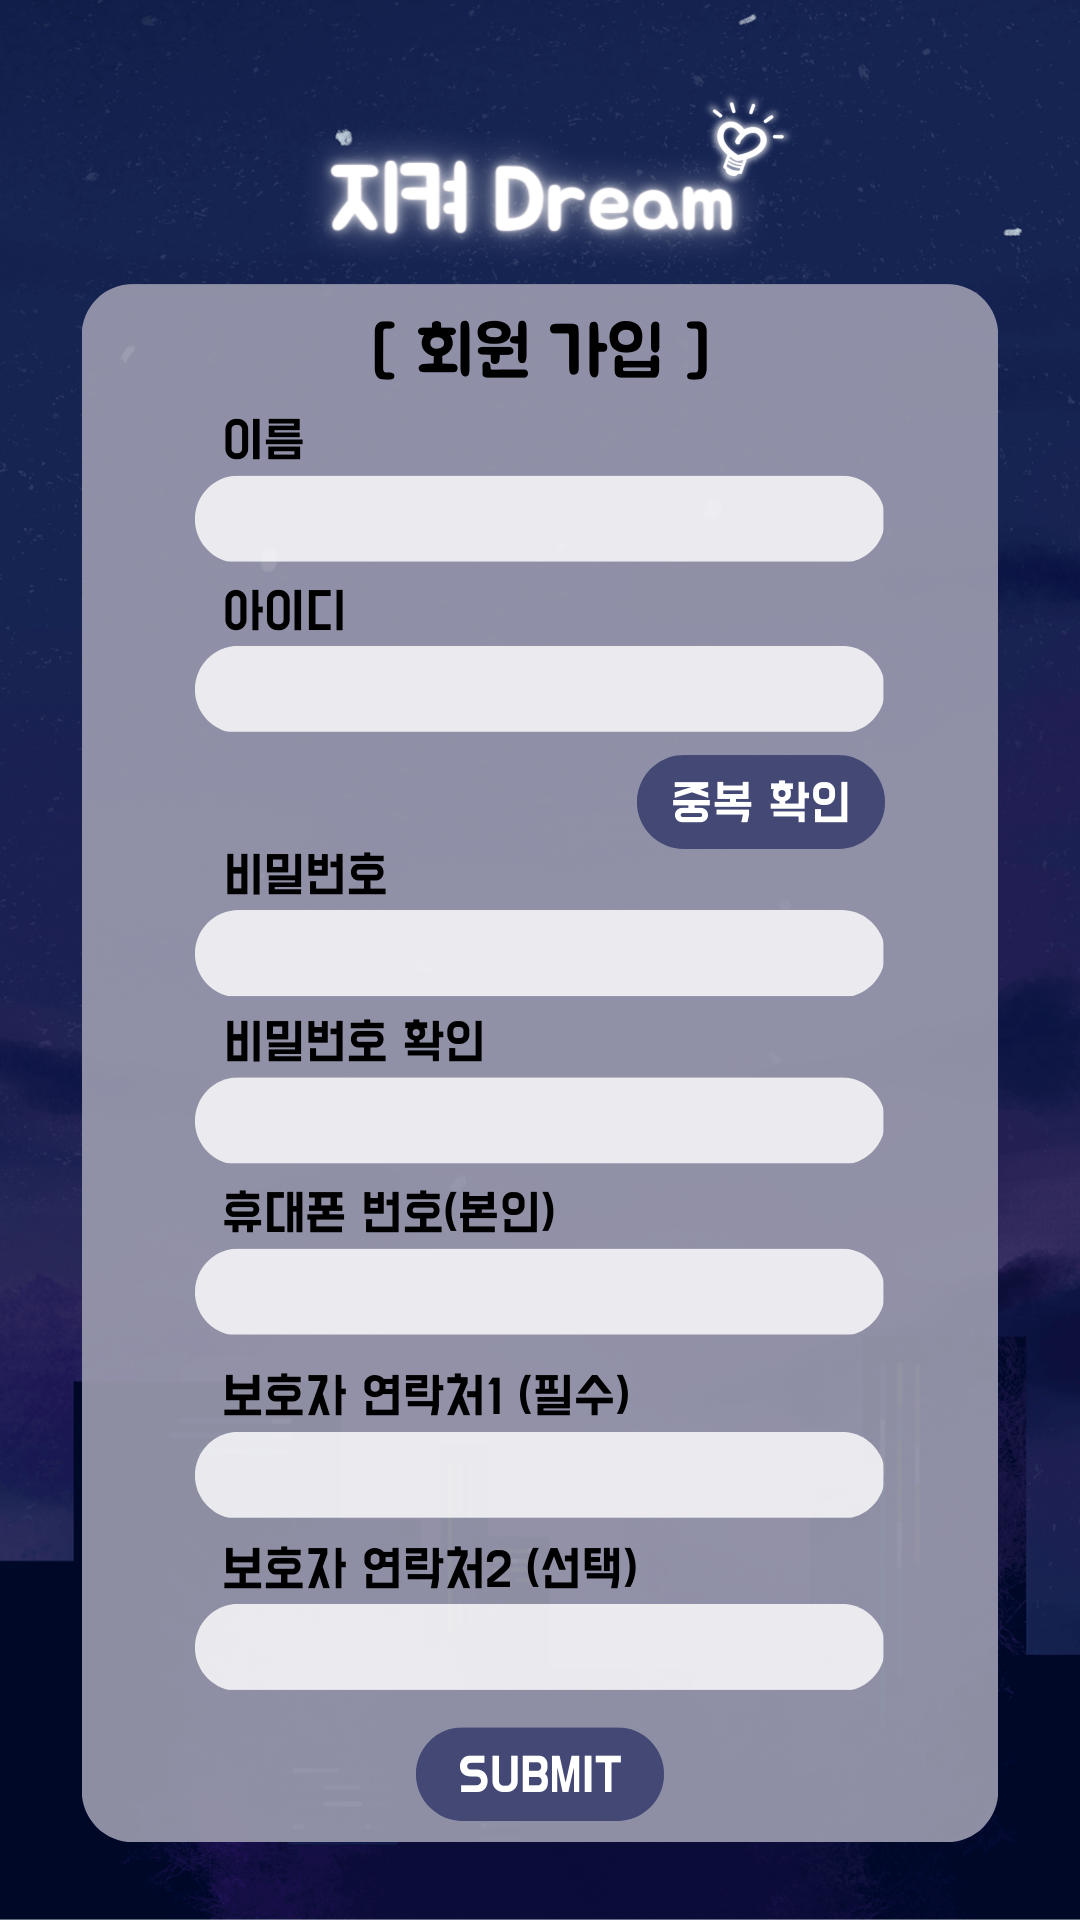 지켜 Dream
[ 회원 가입 ]
이름
아이디
중복 확인
비밀번호
비밀번호 확인
휴대폰 번호(본인)
보호자 연락처1 (필수)
보호자 연락처2 (선택)
SUBMIT